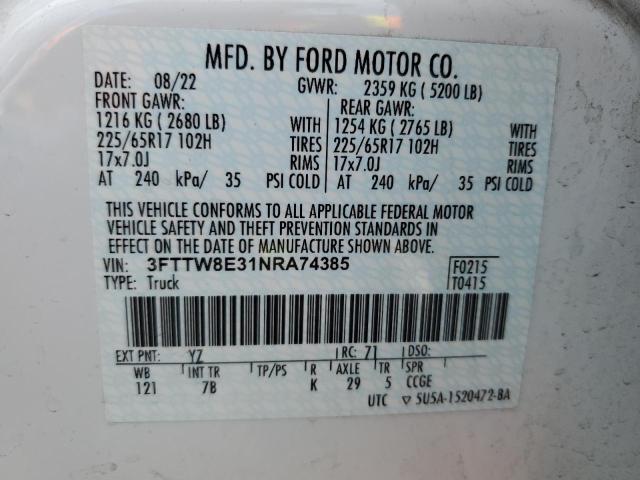 MFD. BY FORD MOTOR CO.
DATE: 08/22 GVWR: 2359 KG ( 5200 LB)
FRONT GAWR: REAR GAWR:
1216 KG ( 2680 LB) WITH 1254 KG ( 2765 LB) WITH
225/65R17 102H TIRES 225/65R17 102H TIRES
17x7.0J RIMS 17x7.0J RIMS
AT 240 kPa/ 35 PSI COLD AT 240 kPa/ 35 PSI COLD
THIS VEHICLE CONFORMS TO ALL APPLICABLE FEDERAL MOTOR
VEHICLE SAFETY AND THEFT PREVENTION STANDARDS IN
EFFECT ON THE DATE OF MANUFACTURE SHOWN ABOVE.
VIN: 3FTTW8E31NRA74385 F0215
TYPE: Truck T0415
EXT PNT: YZ RC: 71 DSO:
WB INT TR TP/PS R AXLE TR SPR
121 7B K 29 5 CCGE
UTC ▽ 5U5A-1520472-BA